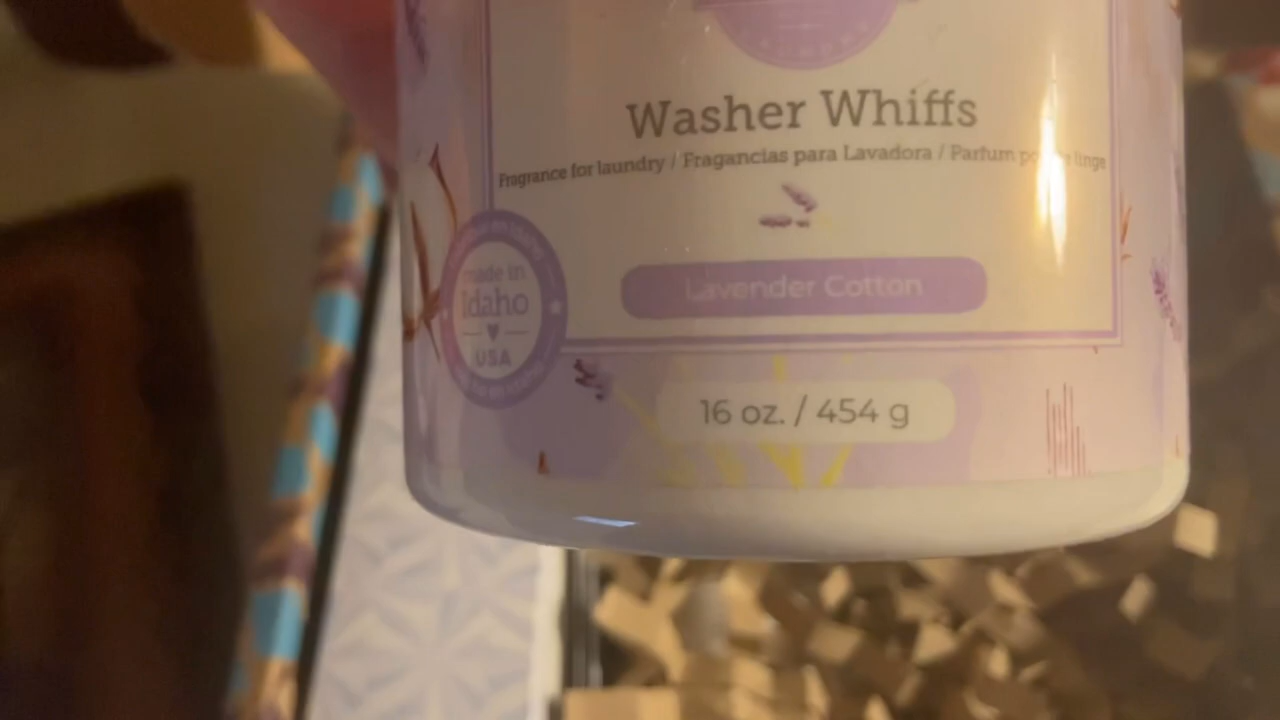 Washer Whiffs
Fragrance for laundry / Fragancias para Lavadora / Parfum linge
Lavender Cotton
made in
Idaho
USA
16 oz. / 454 g